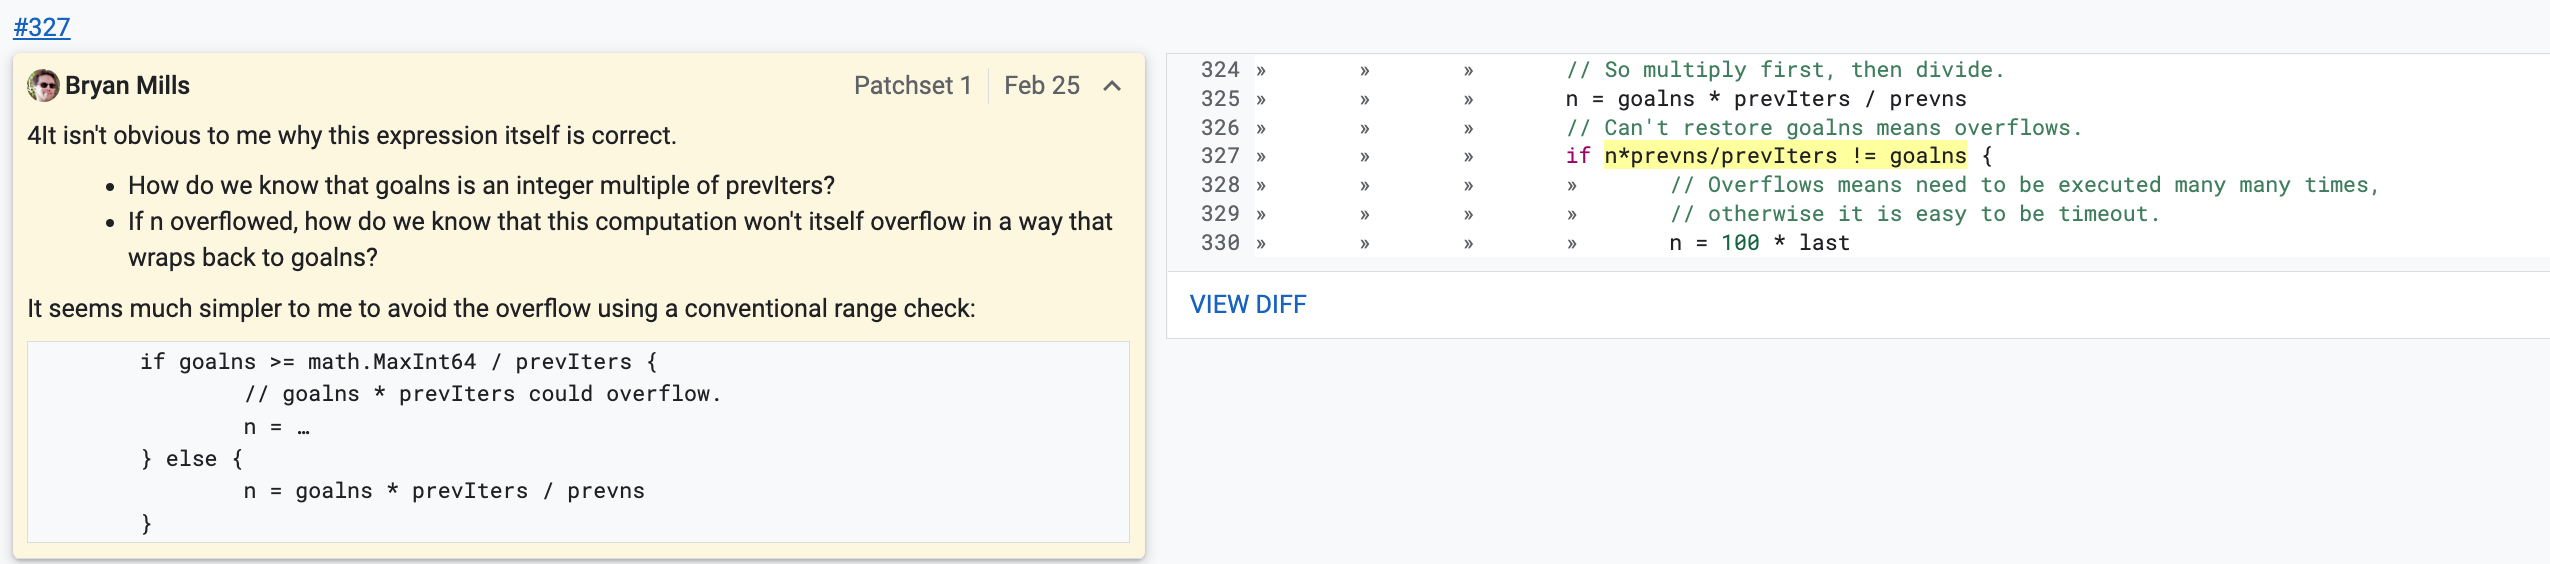 #327
Bryan Mills Patchset 1 Feb 25
4It isn't obvious to me why this expression itself is correct.
• How do we know that goalns is an integer multiple of prevIters?
• If n overflowed, how do we know that this computation won't itself overflow in a way that
wraps back to goalns?
It seems much simpler to me to avoid the overflow using a conventional range check:
if goalns >= math.MaxInt64 / prevIters {
// goalns * prevIters could overflow.
n = …
} else {
n = goalns * prevIters / prevns
}
324 » » » // So multiply first, then divide.
325 » » » n = goalns * prevIters / prevns
326 » » » // Can't restore goalns means overflows.
327 » » » if n*prevns/prevIters != goalns {
328 » » » » // Overflows means need to be executed many many times,
329 » » » » // otherwise it is easy to be timeout.
330 » » » » n = 100 * last
VIEW DIFF